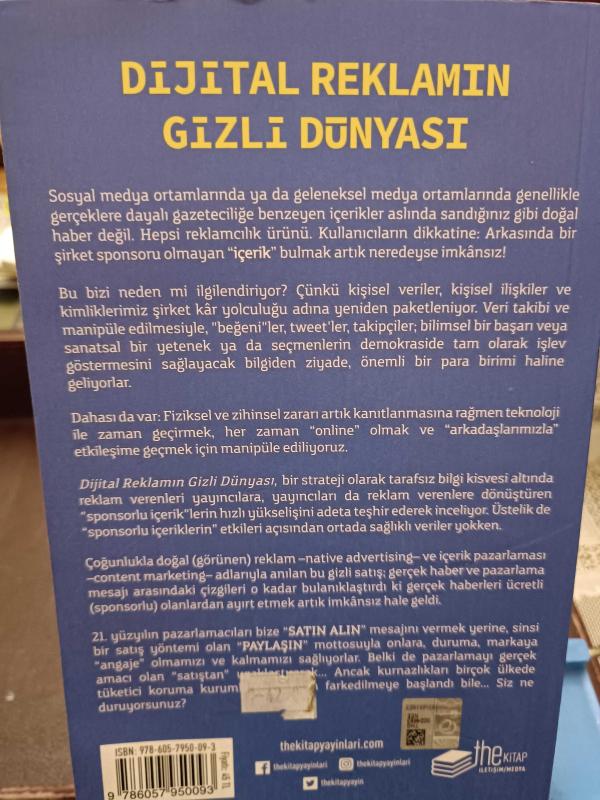 DİJİTAL REKLAMIN
GİZLİ DÜNYASI
Sosyal medya ortamlarında ya da geleneksel medya ortamlarında genellikle
gerçeklere dayalı gazeteciliğe benzeyen içerikler aslında sandığınız gibi doğal
haber değil. Hepsi reklamcılık ürünü. Kullanıcıların dikkatine: Arkasında bir
şirket sponsoru olmayan “içerik” bulmak artık neredeyse imkânsız!
Bu bizi neden mi ilgilendiriyor? Çünkü kişisel veriler, kişisel ilişkiler ve
kimliklerimiz şirket kâr yolculuğu adına yeniden paketleniyor. Veri takibi ve
manipüle edilmesiyle, "beğeni"ler, tweet'ler, takipçiler; bilimsel bir başarı veya
sanatsal bir yetenek ya da seçmenlerin demokraside tam olarak işlev
göstermesini sağlayacak bilgiden ziyade, önemli bir para birimi haline
geliyorlar.
Dahası da var: Fiziksel ve zihinsel zararı artık kanıtlanmasına rağmen teknoloji
ile zaman geçirmek, her zaman “online” olmak ve “arkadaşlarımızla”
etkileşime geçmek için manipüle ediliyoruz.
Dijital Reklamın Gizli Dünyası, bir strateji olarak tarafsız bilgi kisvesi altında
reklam verenleri yayıncılara, yayıncıları da reklam verenlere dönüştüren
“sponsorlu içerik”lerin hızlı yükselişini adeta teşhir ederek inceliyor. Üstelik de
“sponsorlu içeriklerin” etkileri açısından ortada sağlıklı veriler yokken.
Çoğunlukla doğal (görünen) reklam –native advertising– ve içerik pazarlaması
–content marketing– adlarıyla anılan bu gizli satış; gerçek haber ve pazarlama
mesajı arasındaki çizgileri o kadar bulanıklaştırdı ki gerçek haberleri ücretli
(sponsorlu) olanlardan ayırt etmek artık imkânsız hale geldi.
21. yüzyılın pazarlamacıları bize “SATIN ALIN” mesajını vermek yerine, sinsi
bir satış yöntemi olan “PAYLAŞIN” mottosuyla onlara, duruma, markaya
“angaje” olmamızı ve kalmamızı sağlıyorlar. Belki de pazarlamayı gerçek
amacı olan “satıştan” Ancak kurnazlıkları birçok ülkede
tüketici koruma farkedilmeye başlandı bile... Siz ne
duruyorsunuz?
ISBN: 978-605-7950-09-3
9 786057 950093
Fiyatı: 45 TL
thekitapyayinlari.com
thekitapyayinlari thekitapyayinlari
thekitapyayin
the KİTAP
İLETİŞİM/MEDYA